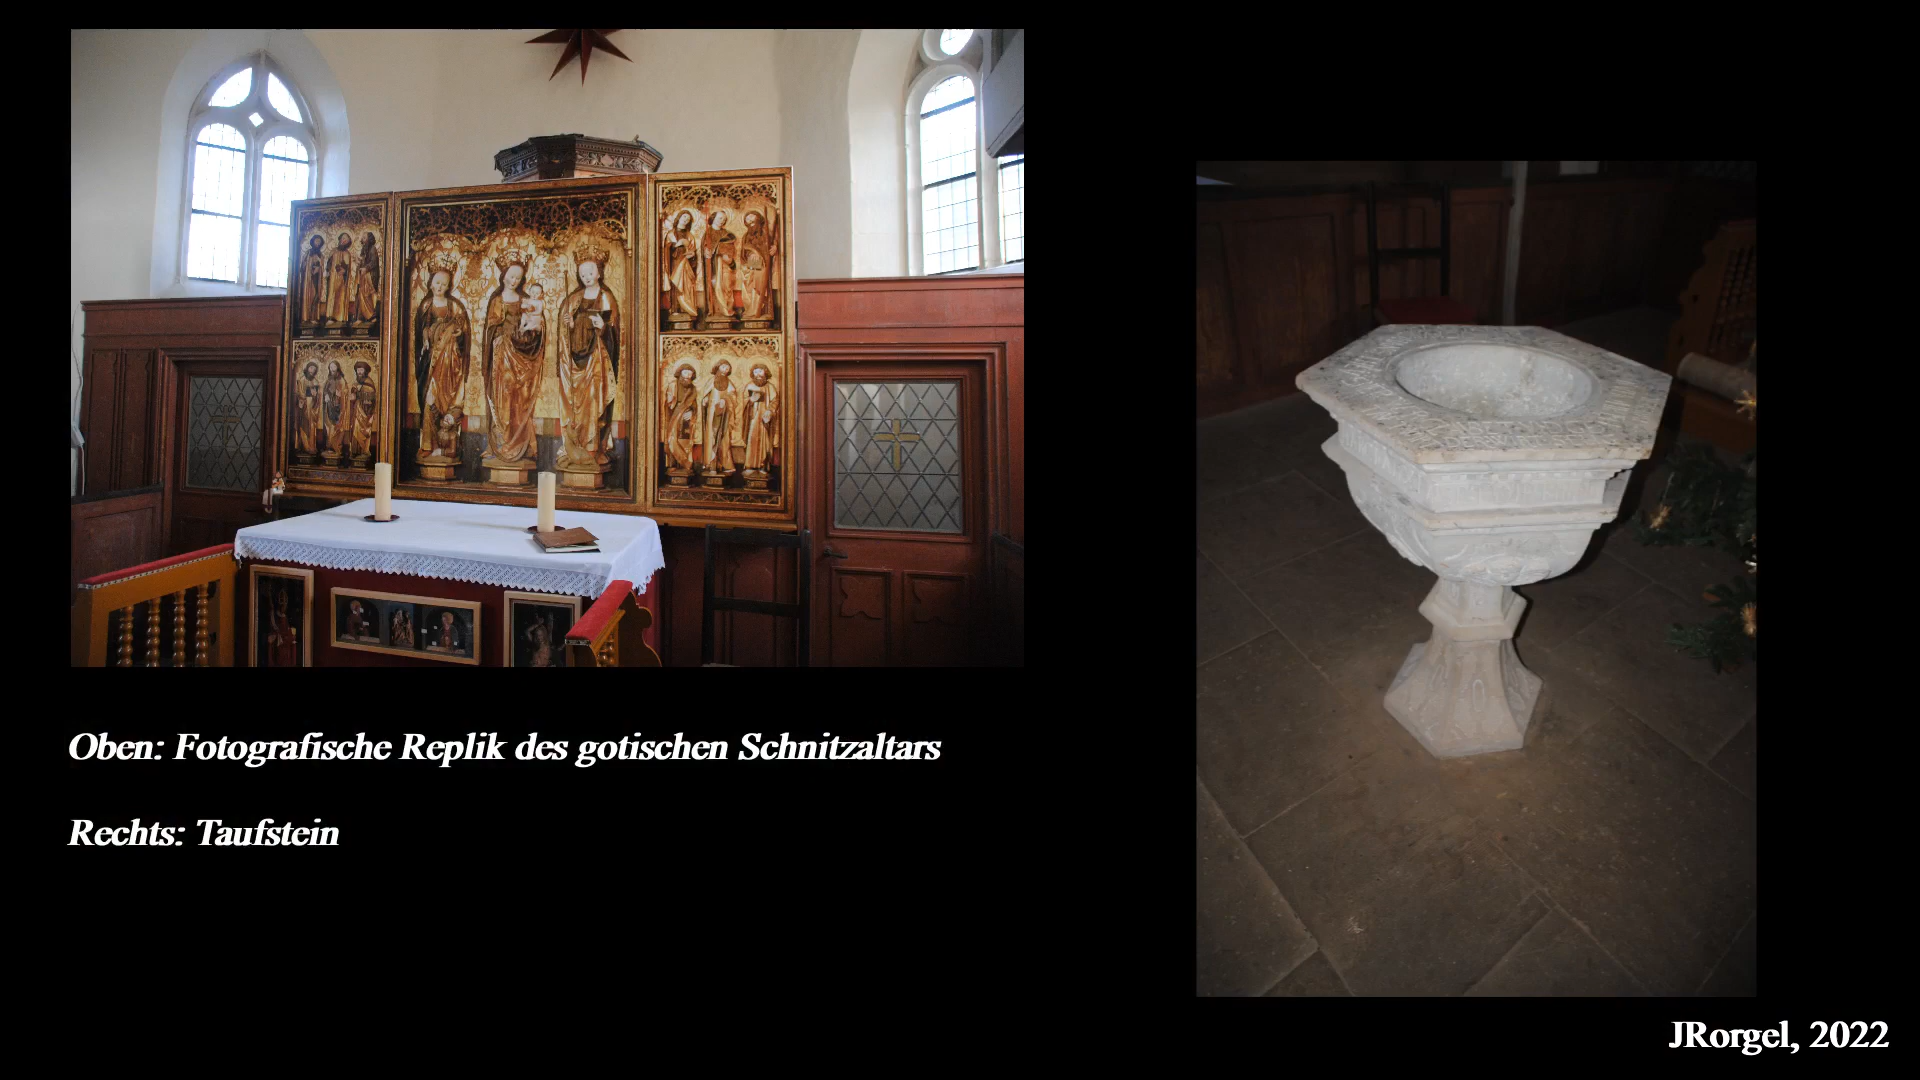 Oben: Fotografische Replik des gotischen Schnitzaltars
Rechts: Taufstein
JRorgel, 2022